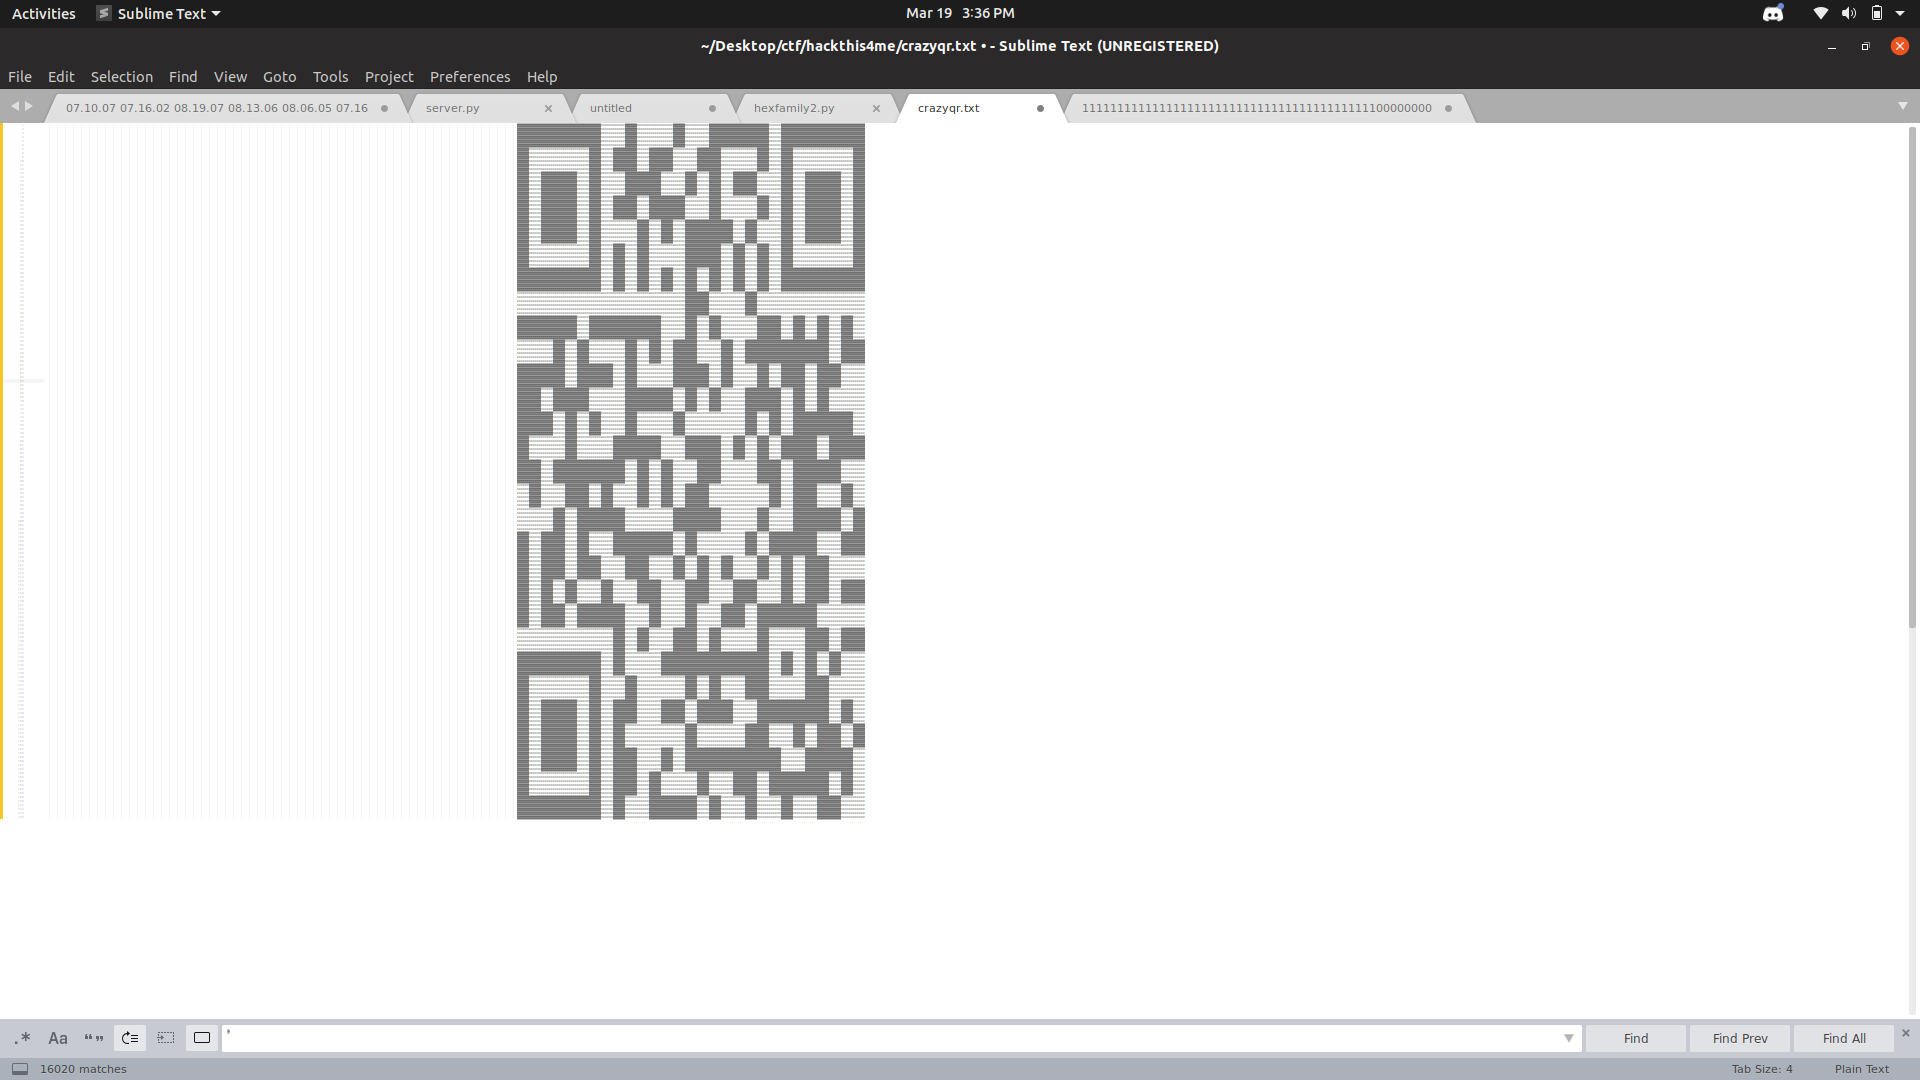 Activities Sublime Text Mar 19 3:36 PM
~/Desktop/ctf/hackthis4me/crazyqr.txt • - Sublime Text (UNREGISTERED)
File Edit Selection Find View Goto Tools Project Preferences Help
07.10.07 07.16.02 08.19.07 08.13.06 08.06.05 07.16 server.py untitled hexfamily2.py crazyqr.txt
.* Aa “” Find Find Prev Find All
16020 matches Tab Size: 4 Plain Text